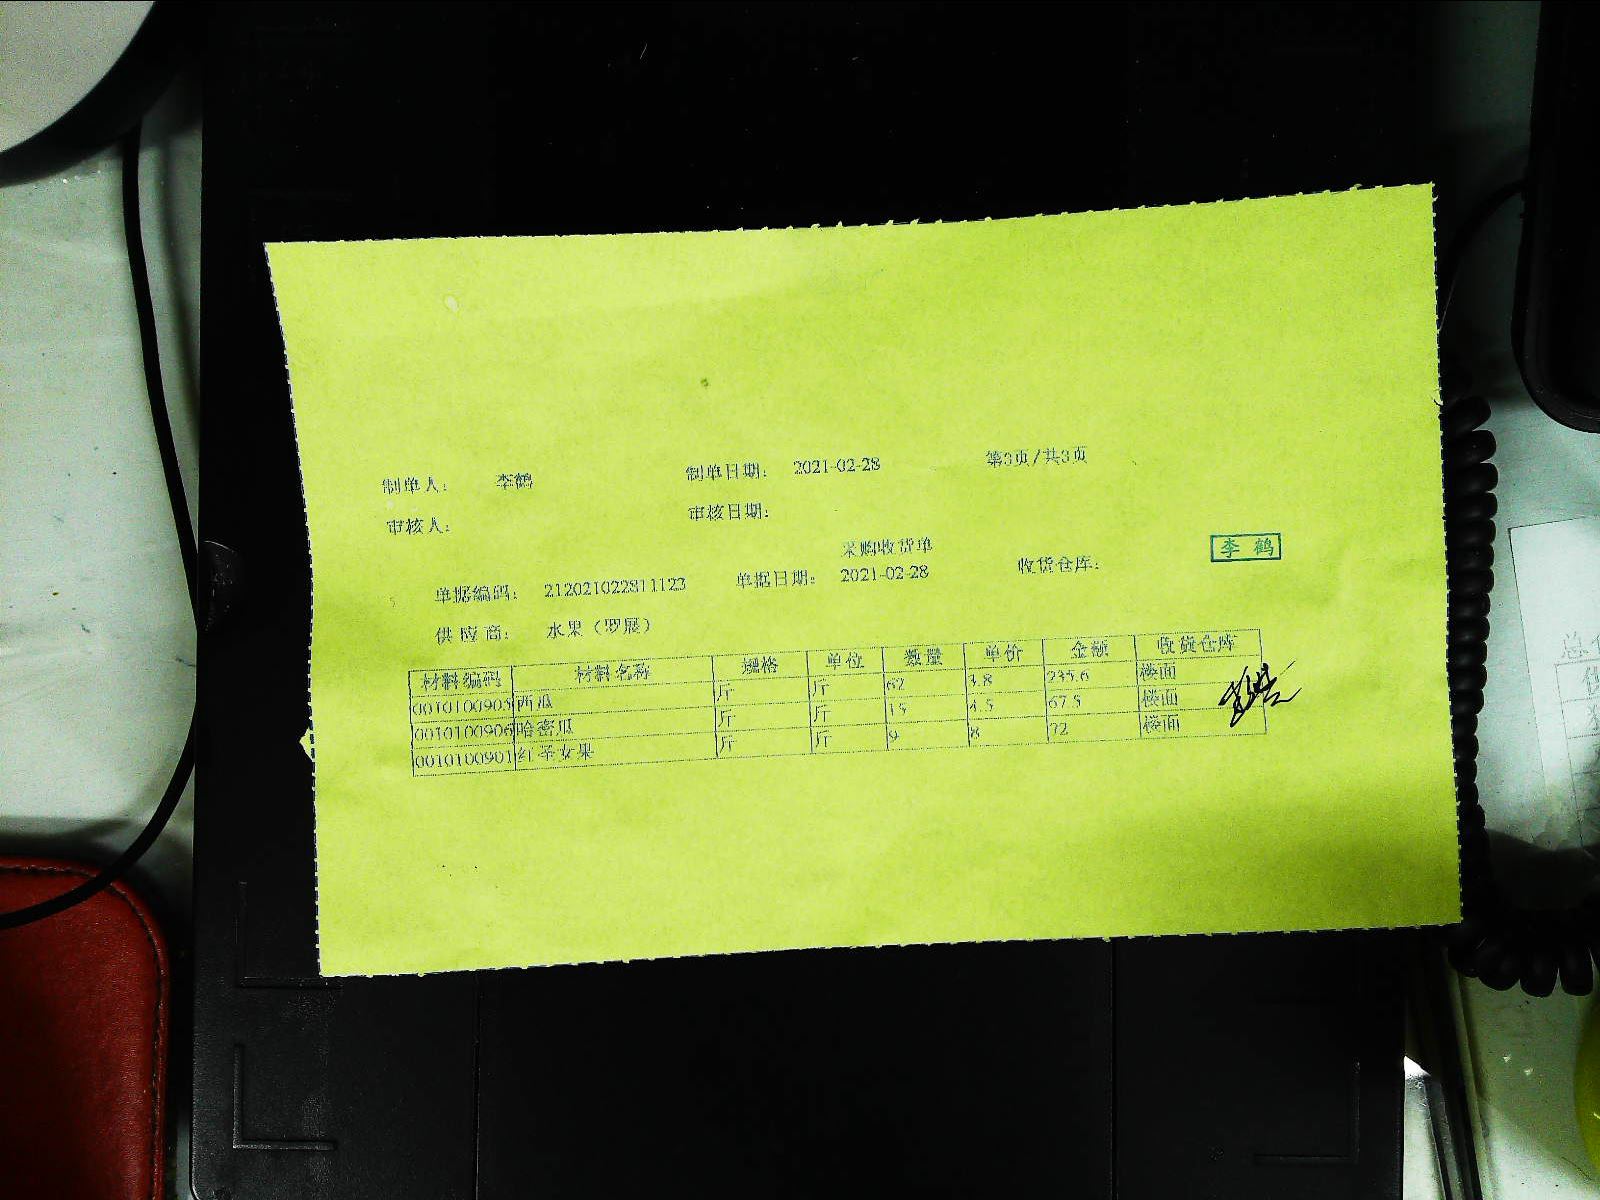 制单人： 李鹤 制单日期： 2021-02-28 第3页/共3页
审核人： 审核日期：
采购收货单
李鹤
单据编码： 212021022811123 单据日期： 2021-02-28 收货仓库：
供应商： 水果（罗展）
材料编码 材料名称 规格 单位 数量 单价 金额 收货仓库
0010100905 西瓜 斤 斤 62 3.8 235.6 楼面
0010100906 哈密瓜 斤 斤 15 4.5 67.5 楼面
0010100901 红圣女果 斤 斤 9 8 72 楼面